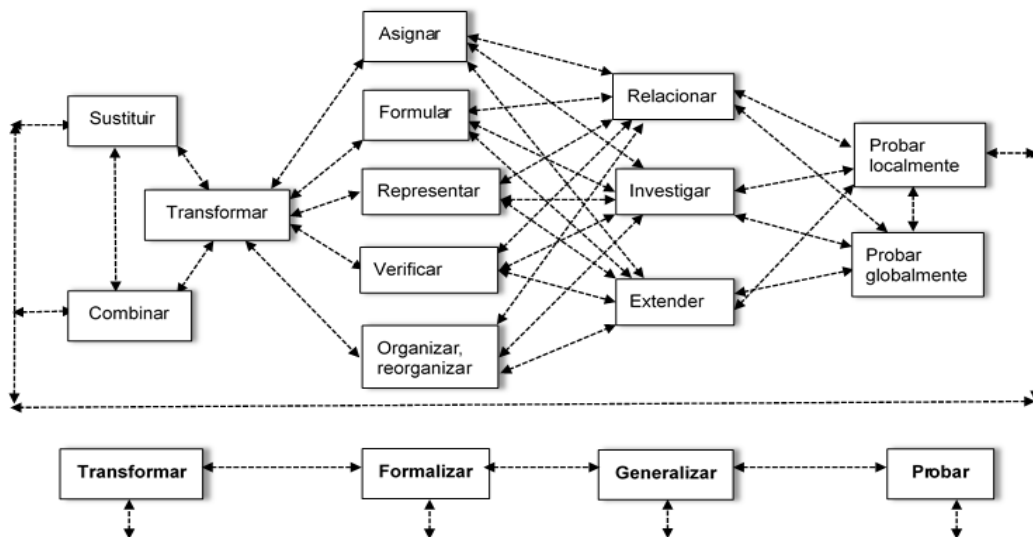 Asignar
Sustituir
Formular
Relacionar
Probar
localmente
Transformar
Representar
Investigar
Verificar
Probar
globalmente
Combinar
Extender
Organizar,
reorganizar
Transformar
Formalizar
Generalizar
Probar